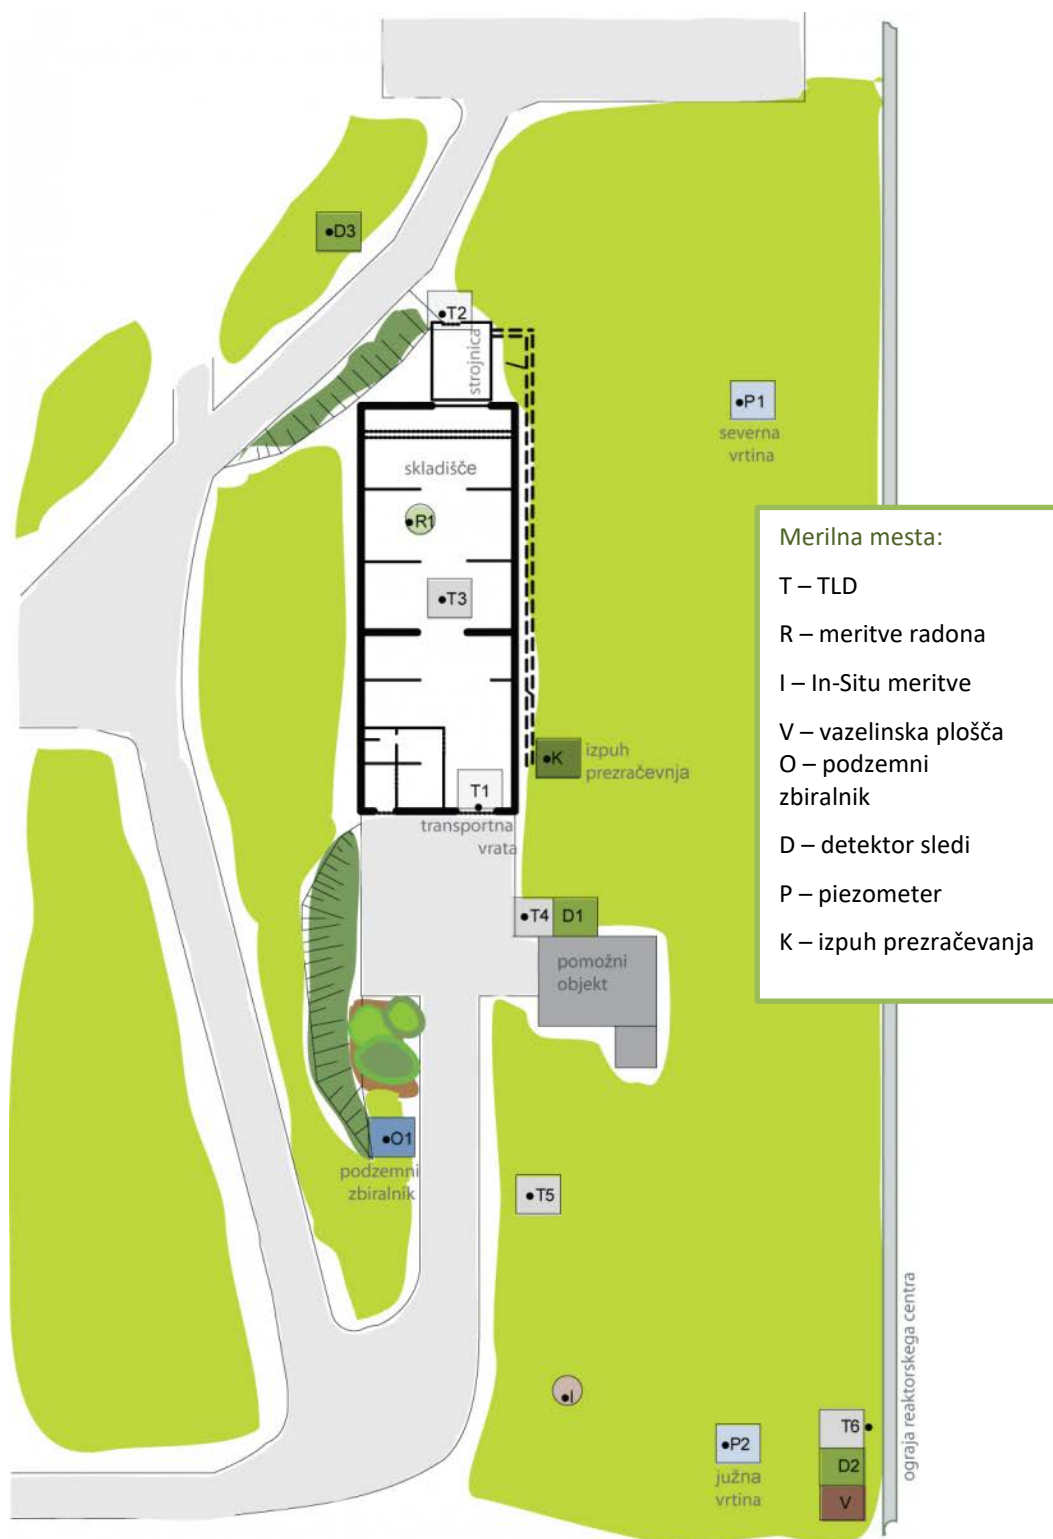 D3
T2
strojnica
P1
severna
vrtina
skladišče
R1
T3
Merilna mesta:
T – TLD
R – meritve radona
I – In-Situ meritve
V – vazelinska plošča
O – podzemni
zbiralnik
D – detektor sledi
P – piezometer
K – izpuh prezračevanja
K
izpuh
prezračevnja
T1
transportna
vrata
T4
D1
pomožni
objekt
O1
podzemni
zbiralnik
T5
ograja reaktorskega centra
I
P2
južna
vrtina
T6
D2
V